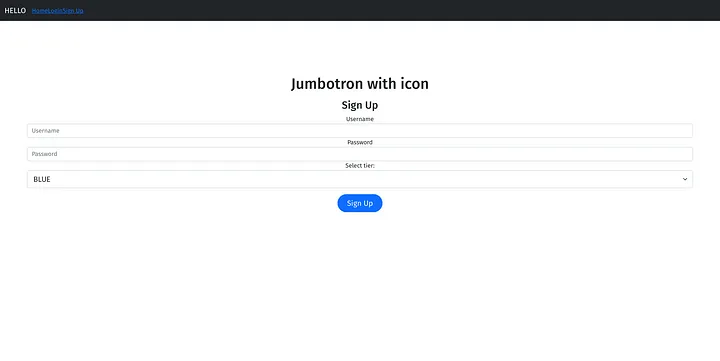 HELLO HomeLoginSign Up
Jumbotron with icon
Sign Up
Username
Username
Password
Password
Select tier:
BLUE
Sign Up